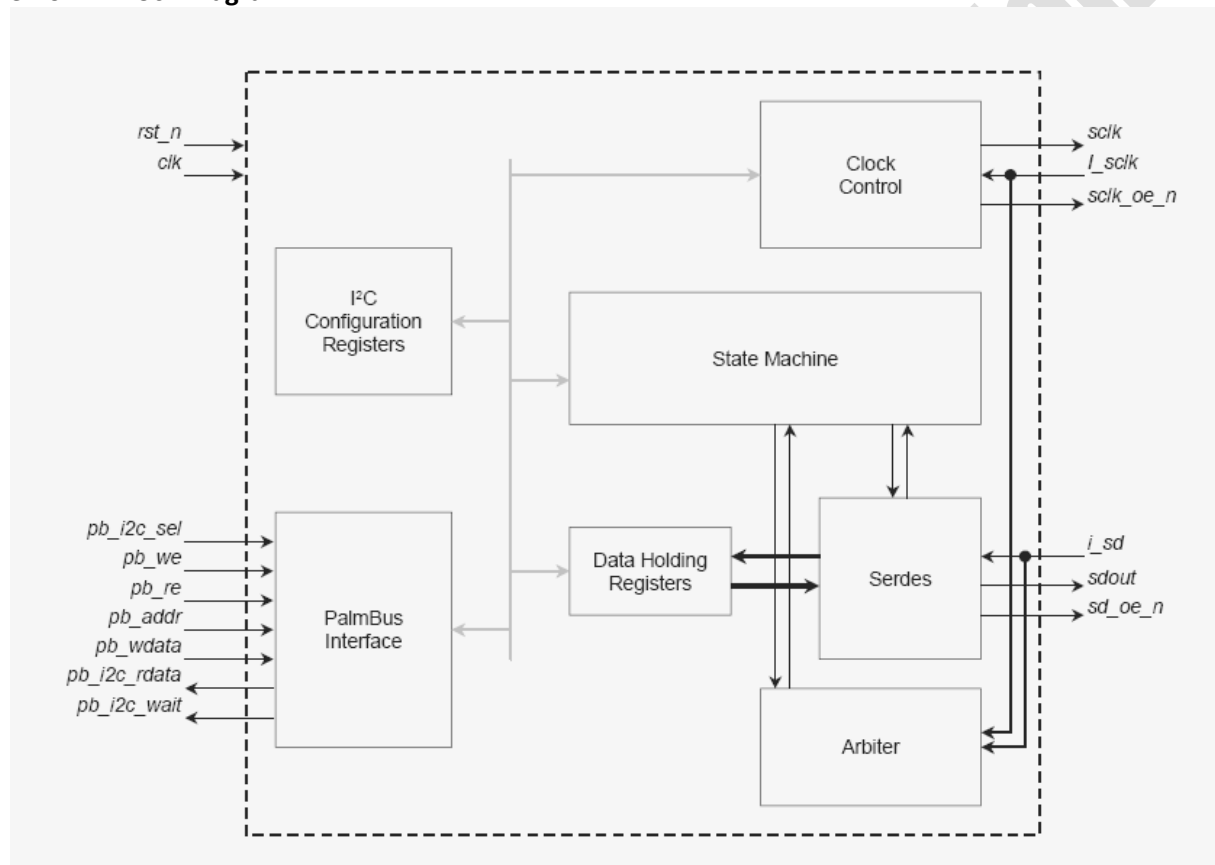 rst_n
clk
Clock
Control
sclk
I_sclk
sclk_oe_n
I²C
Configuration
Registers
State Machine
pb_i2c_sel
pb_we
pb_re
pb_addr
pb_wdata
pb_i2c_rdata
pb_i2c_wait
PalmBus
Interface
Data Holding
Registers
Serdes
i_sd
sdout
sd_oe_n
Arbiter